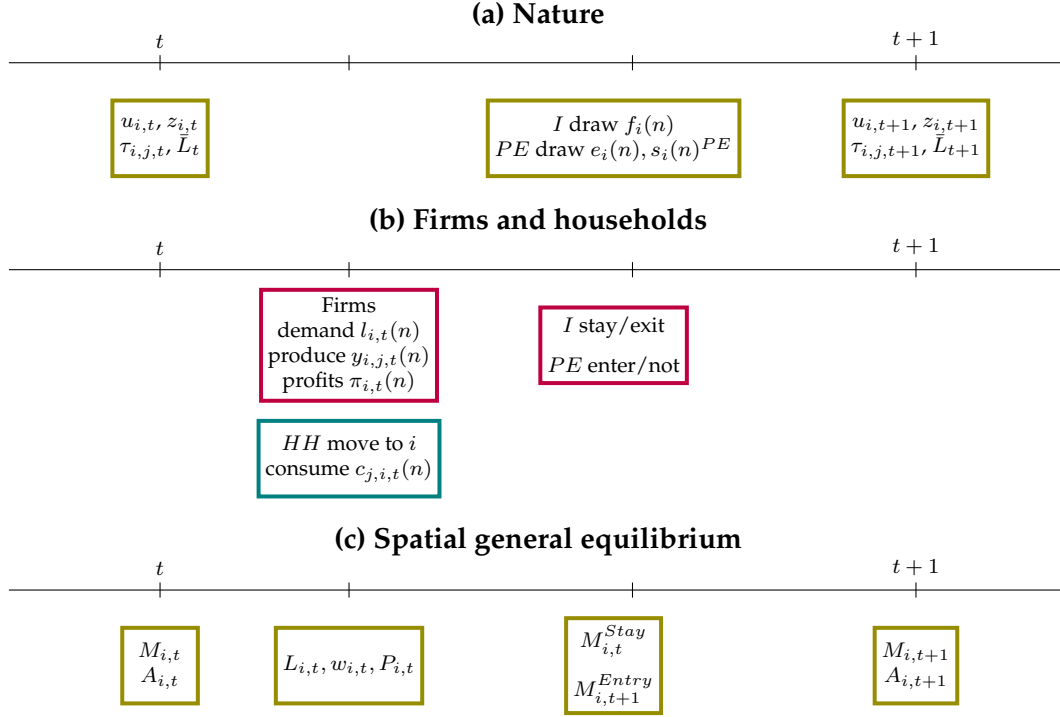 (a) Nature
t t + 1
u_{i,t}, z_{i,t}
τ_{i,j,t}, L̄_t
I draw f_i(n)
PE draw e_i(n), s_i(n)^{PE}
u_{i,t+1}, z_{i,t+1}
τ_{i,j,t+1}, L̄_{t+1}
(b) Firms and households
t t + 1
Firms
demand l_{i,t}(n)
produce y_{i,j,t}(n)
profits π_{i,t}(n)
I stay/exit
PE enter/not
HH move to i
consume c_{j,i,t}(n)
(c) Spatial general equilibrium
t t + 1
M_{i,t}
A_{i,t}
L_{i,t}, w_{i,t}, P_{i,t}
M_{i,t}^{Stay}
M_{i,t+1}^{Entry}
M_{i,t+1}
A_{i,t+1}